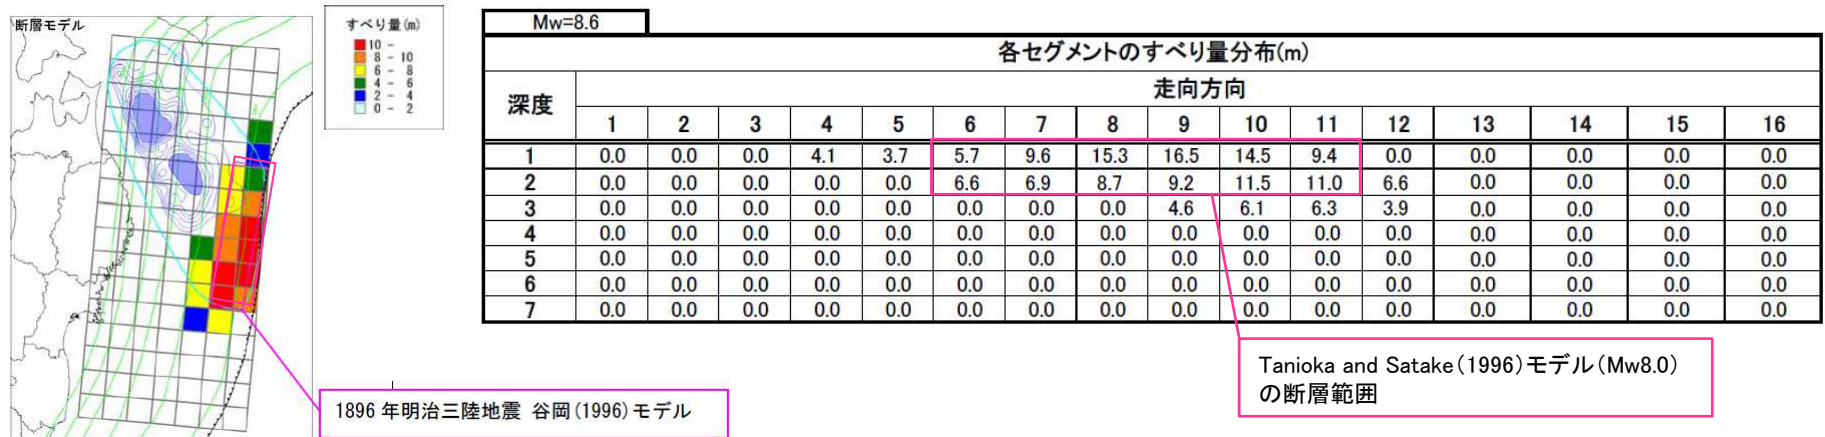 断層モデル
すべり量(m)
10 -
8 - 10
6 - 8
4 - 6
2 - 4
0 - 2
1896 年明治三陸地震 谷岡(1996)モデル
Mw=8.6
各セグメントのすべり量分布(m)
深度 走向方向
1 2 3 4 5 6 7 8 9 10 11 12 13 14 15 16
1 0.0 0.0 0.0 4.1 3.7 5.7 9.6 15.3 16.5 14.5 9.4 0.0 0.0 0.0 0.0 0.0
2 0.0 0.0 0.0 0.0 0.0 6.6 6.9 8.7 9.2 11.5 11.0 6.6 0.0 0.0 0.0 0.0
3 0.0 0.0 0.0 0.0 0.0 0.0 0.0 0.0 4.6 6.1 6.3 3.9 0.0 0.0 0.0 0.0
4 0.0 0.0 0.0 0.0 0.0 0.0 0.0 0.0 0.0 0.0 0.0 0.0 0.0 0.0 0.0 0.0
5 0.0 0.0 0.0 0.0 0.0 0.0 0.0 0.0 0.0 0.0 0.0 0.0 0.0 0.0 0.0 0.0
6 0.0 0.0 0.0 0.0 0.0 0.0 0.0 0.0 0.0 0.0 0.0 0.0 0.0 0.0 0.0 0.0
7 0.0 0.0 0.0 0.0 0.0 0.0 0.0 0.0 0.0 0.0 0.0 0.0 0.0 0.0 0.0 0.0
Tanioka and Satake(1996)モデル(Mw8.0)
の断層範囲